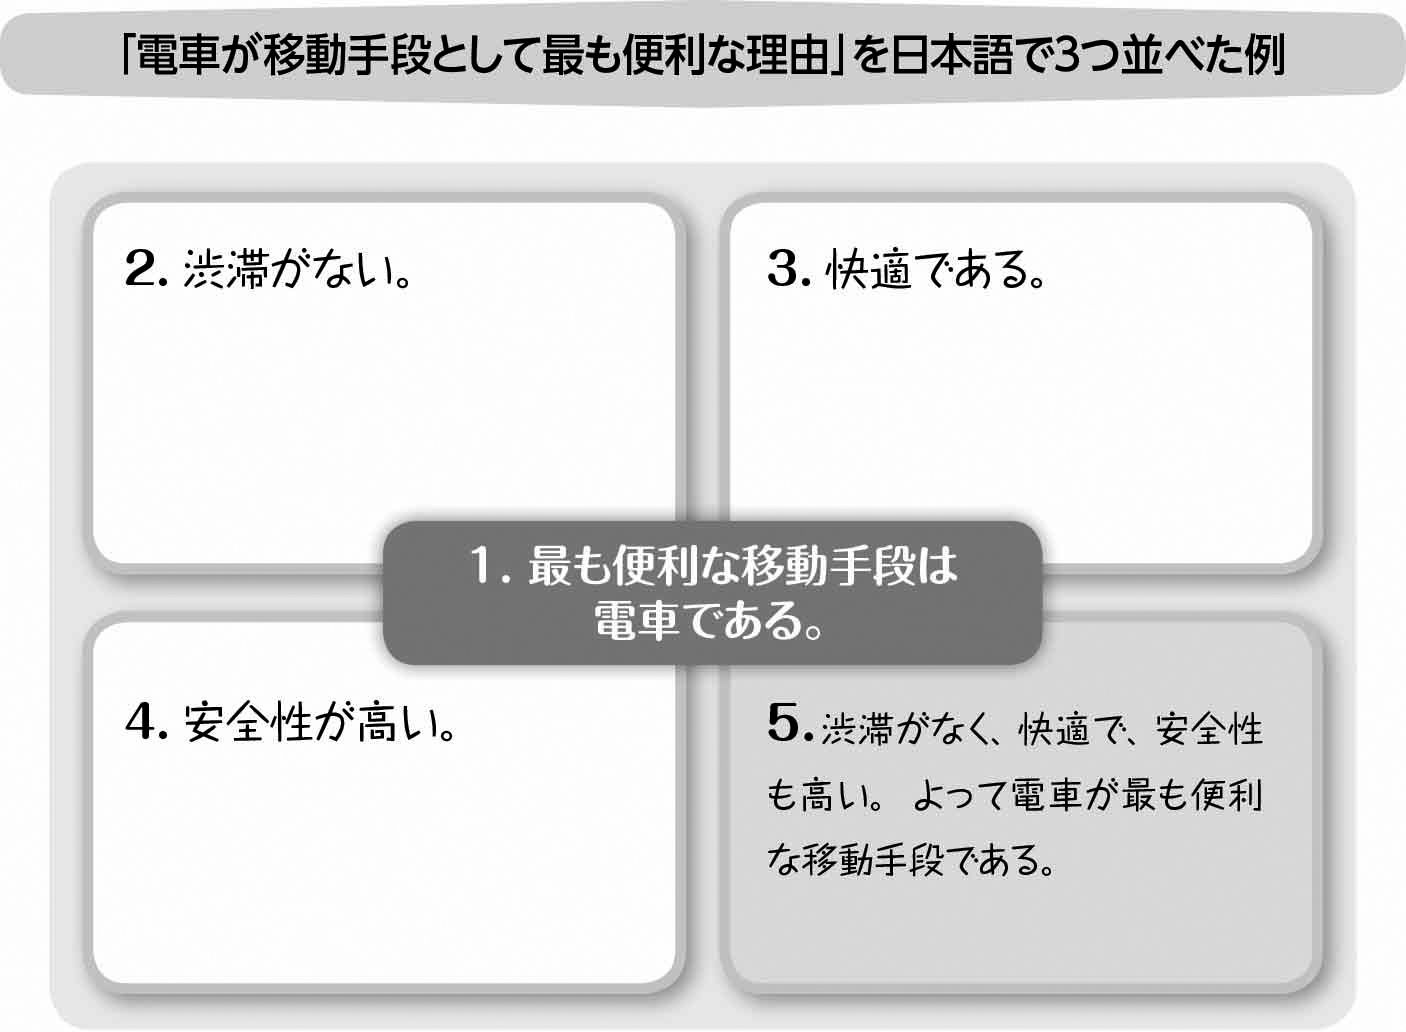 「電車が移動手段として最も便利な理由」を日本語で3つ並べた例
1. 最も便利な移動手段は
電車である。
2. 渋滞がない。
3. 快適である。
4. 安全性が高い。
5. 渋滞がなく、快適で、安全性
も高い。よって電車が最も便利
な移動手段である。